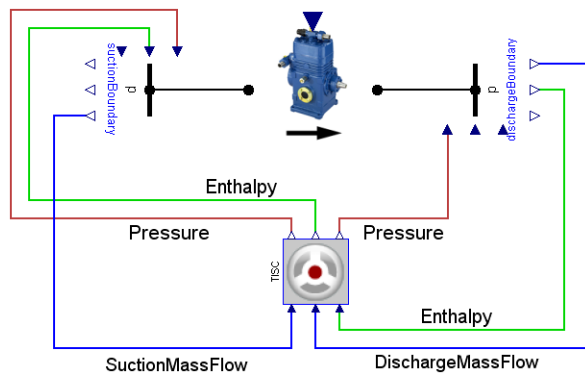 suctionBoundary
p
p
dischargeBoundary
Enthalpy
Pressure
Pressure
TISC
Enthalpy
SuctionMassFlow
DischargeMassFlow